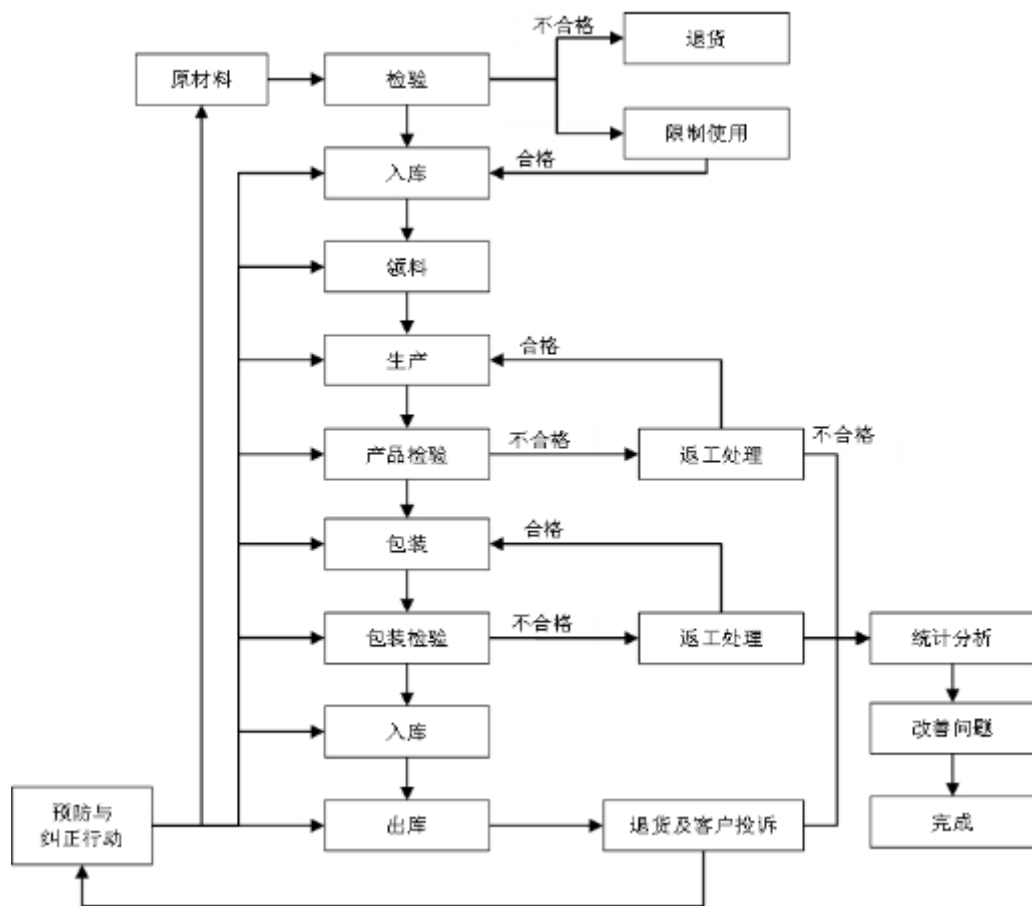 不合格
退货
原材料
检验
限制使用
合格
入库
领料
合格
生产
不合格
不合格
产品检验
返工处理
合格
包装
不合格
包装检验
返工处理
统计分析
入库
改善问题
预防与
纠正行动
出库
退货及客户投诉
完成